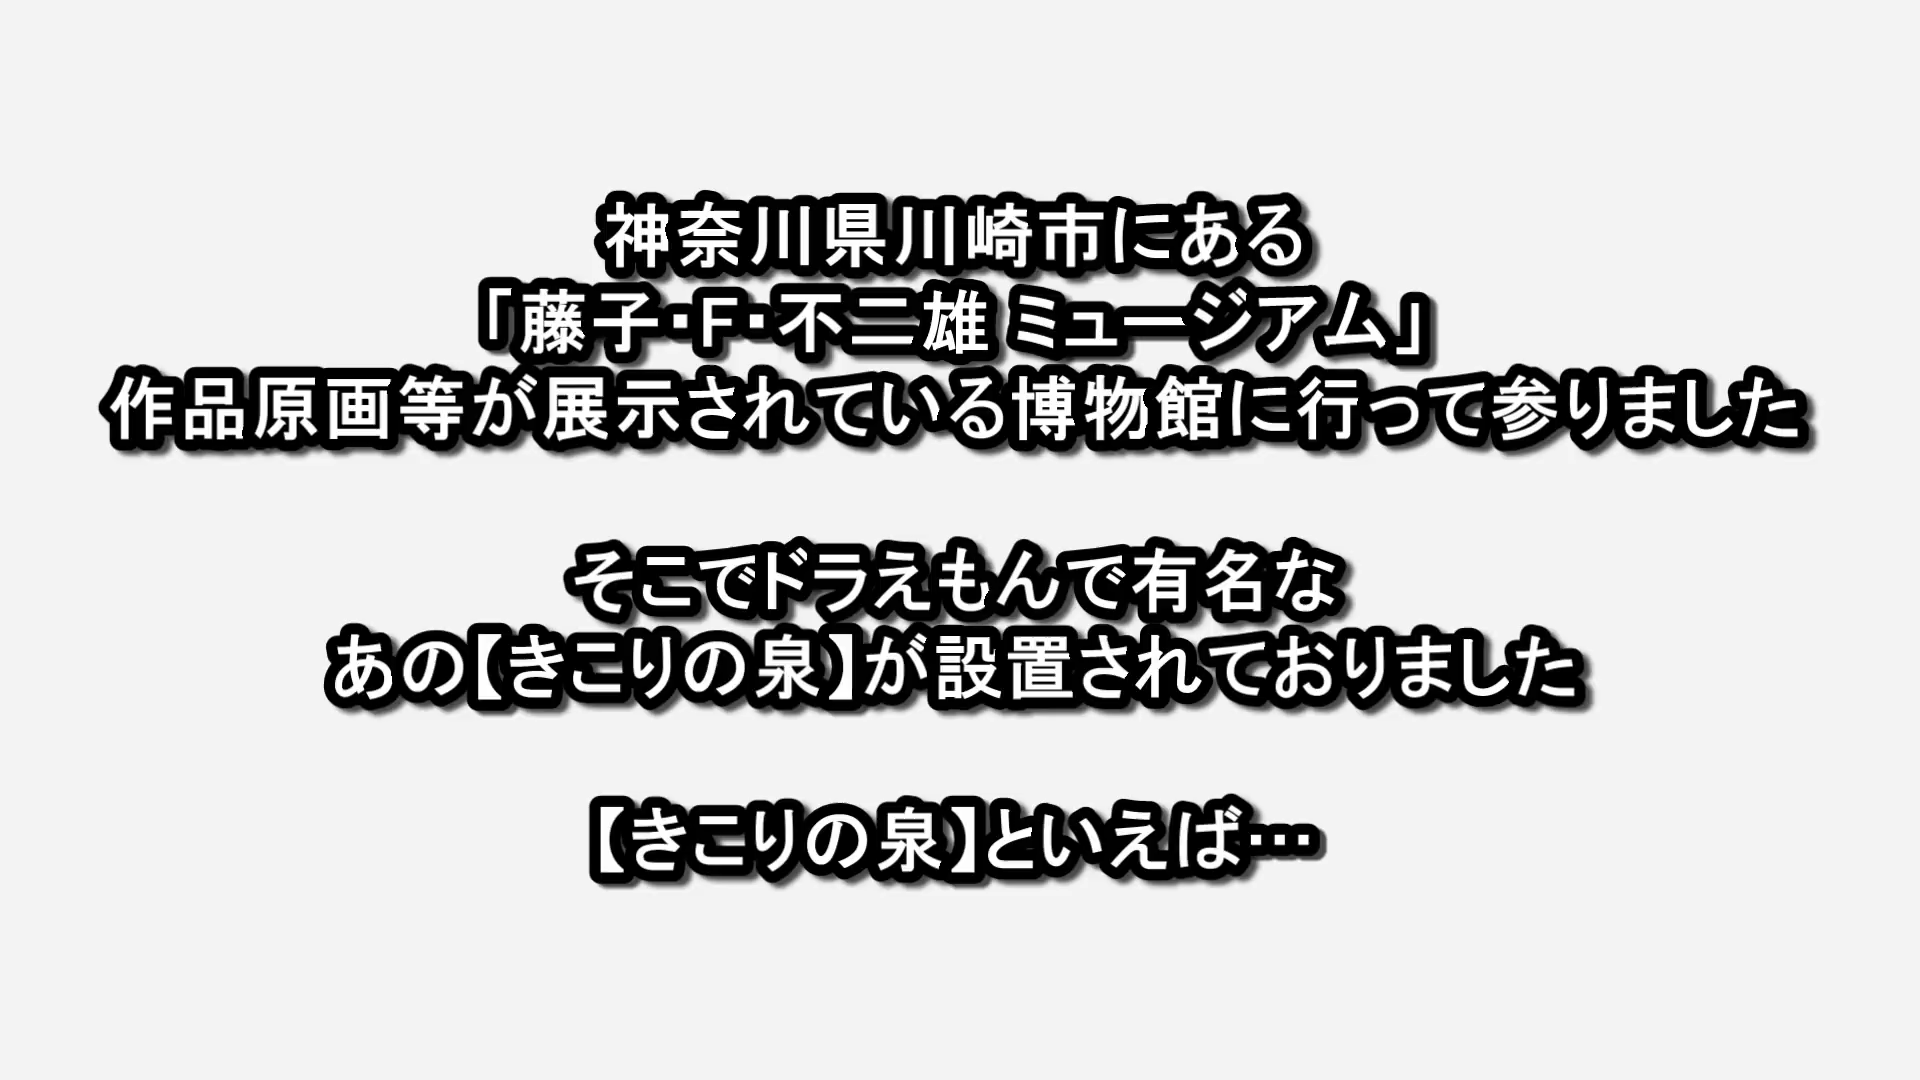 神奈川県川崎市にある
「藤子・F・不二雄 ミュージアム」
作品原画等が展示されている博物館に行って参りました
そこでドラえもんで有名な
あの【きこりの泉】が設置されておりました
【きこりの泉】といえば…